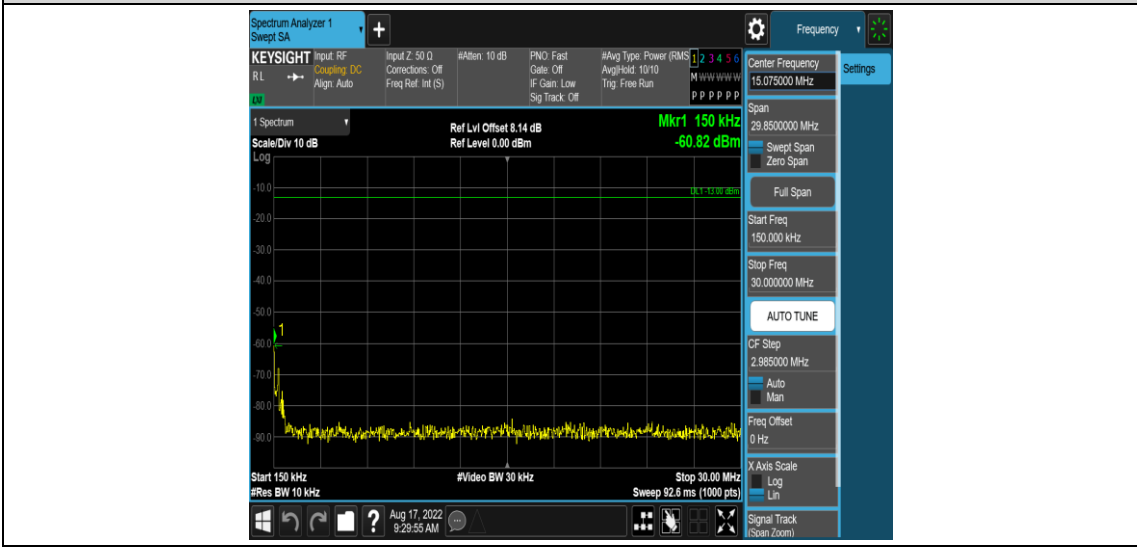 Spectrum Analyzer 1
Swept SA
Frequency
KEYSIGHT
RL
LXI
Input: RF
Coupling: DC
Align: Auto
Input Z: 50 Ω
Corrections: Off
Freq Ref: Int (S)
#Atten: 10 dB
PNO: Fast
Gate: Off
IF Gain: Low
Sig Track: Off
#Avg Type: Power (RMS
Avg|Hold: 10/10
Trig: Free Run
1 2 3 4 5 6
M W W W W W
P P P P P P
Center Frequency
15.075000 MHz
Settings
Span
29.8500000 MHz
Swept Span
Zero Span
Full Span
Start Freq
150.000 kHz
Stop Freq
30.000000 MHz
AUTO TUNE
CF Step
2.985000 MHz
Auto
Man
Freq Offset
0 Hz
X Axis Scale
Log
Lin
Signal Track
(Span Zoom)
1 Spectrum
Scale/Div 10 dB
Log
Ref Lvl Offset 8.14 dB
Ref Level 0.00 dBm
Mkr1 150 kHz
-60.82 dBm
DL1 -13.00 dBm
-10.0
-20.0
-30.0
-40.0
-50.0
1
-60.0
-70.0
-80.0
-90.0
Start 150 kHz
#Video BW 30 kHz
Stop 30.00 MHz
#Res BW 10 kHz
Sweep 92.6 ms (1000 pts)
?
Aug 17, 2022
9:29:55 AM